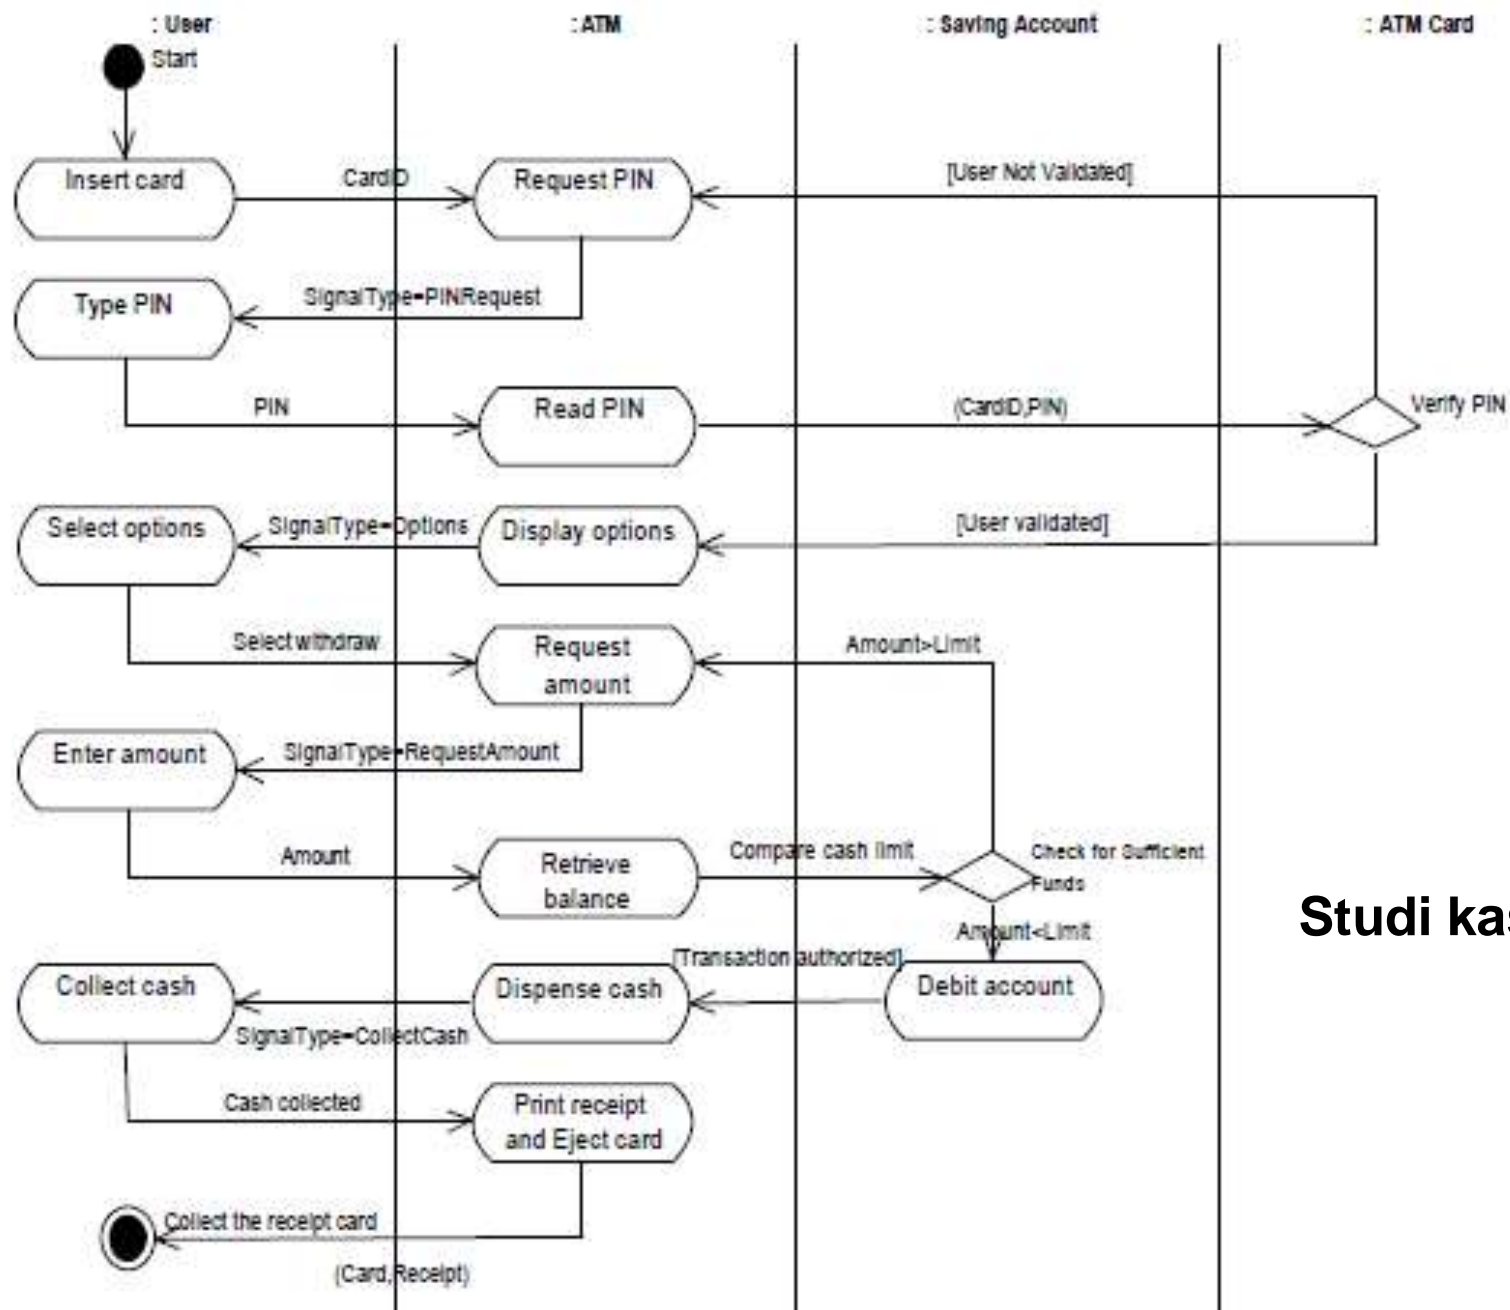 : User
: ATM
: Saving Account
: ATM Card
Start
Insert card
CardID
Request PIN
[User Not Validated]
Type PIN
SignalType=PINRequest
PIN
Read PIN
(CardID,PIN)
Verify PIN
Select options
SignalType=Options
Display options
[User validated]
Select withdraw
Request
amount
Amount>Limit
Enter amount
SignalType=RequestAmount
Amount
Retrieve
balance
Compare cash limit
Check for Sufficient
Funds
Studi kas
Amount<Limit
[Transaction authorized]
Collect cash
Dispense cash
Debit account
SignalType=CollectCash
Cash collected
Print receipt
and Eject card
Collect the receipt card
(Card,Receipt)